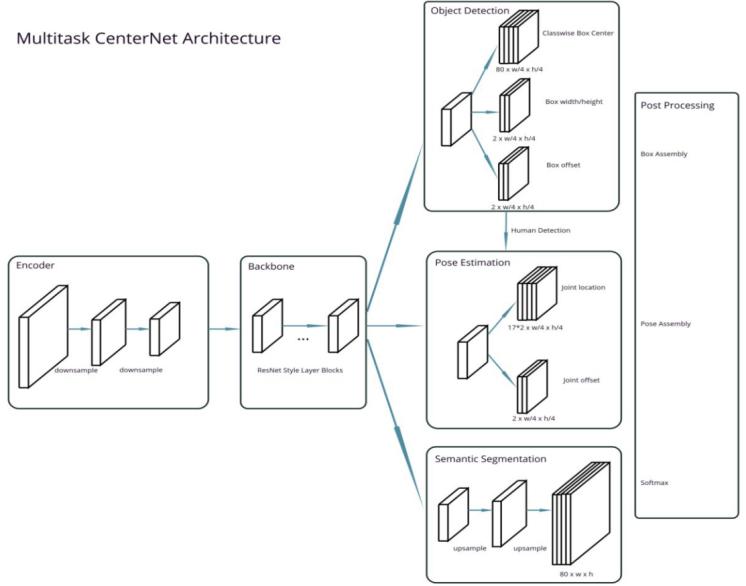 Multitask CenterNet Architecture
Encoder
downsample
downsample
Backbone
...
ResNet Style Layer Blocks
Object Detection
Classwise Box Center
80 x w/4 x h/4
Box width/height
2 x w/4 x h/4
Box offset
2 x w/4 x h/4
Human Detection
Pose Estimation
Joint location
17*2 x w/4 x h/4
Joint offset
2 x w/4 x h/4
Semantic Segmentation
upsample
upsample
80 x w x h
Post Processing
Box Assembly
Pose Assembly
Softmax